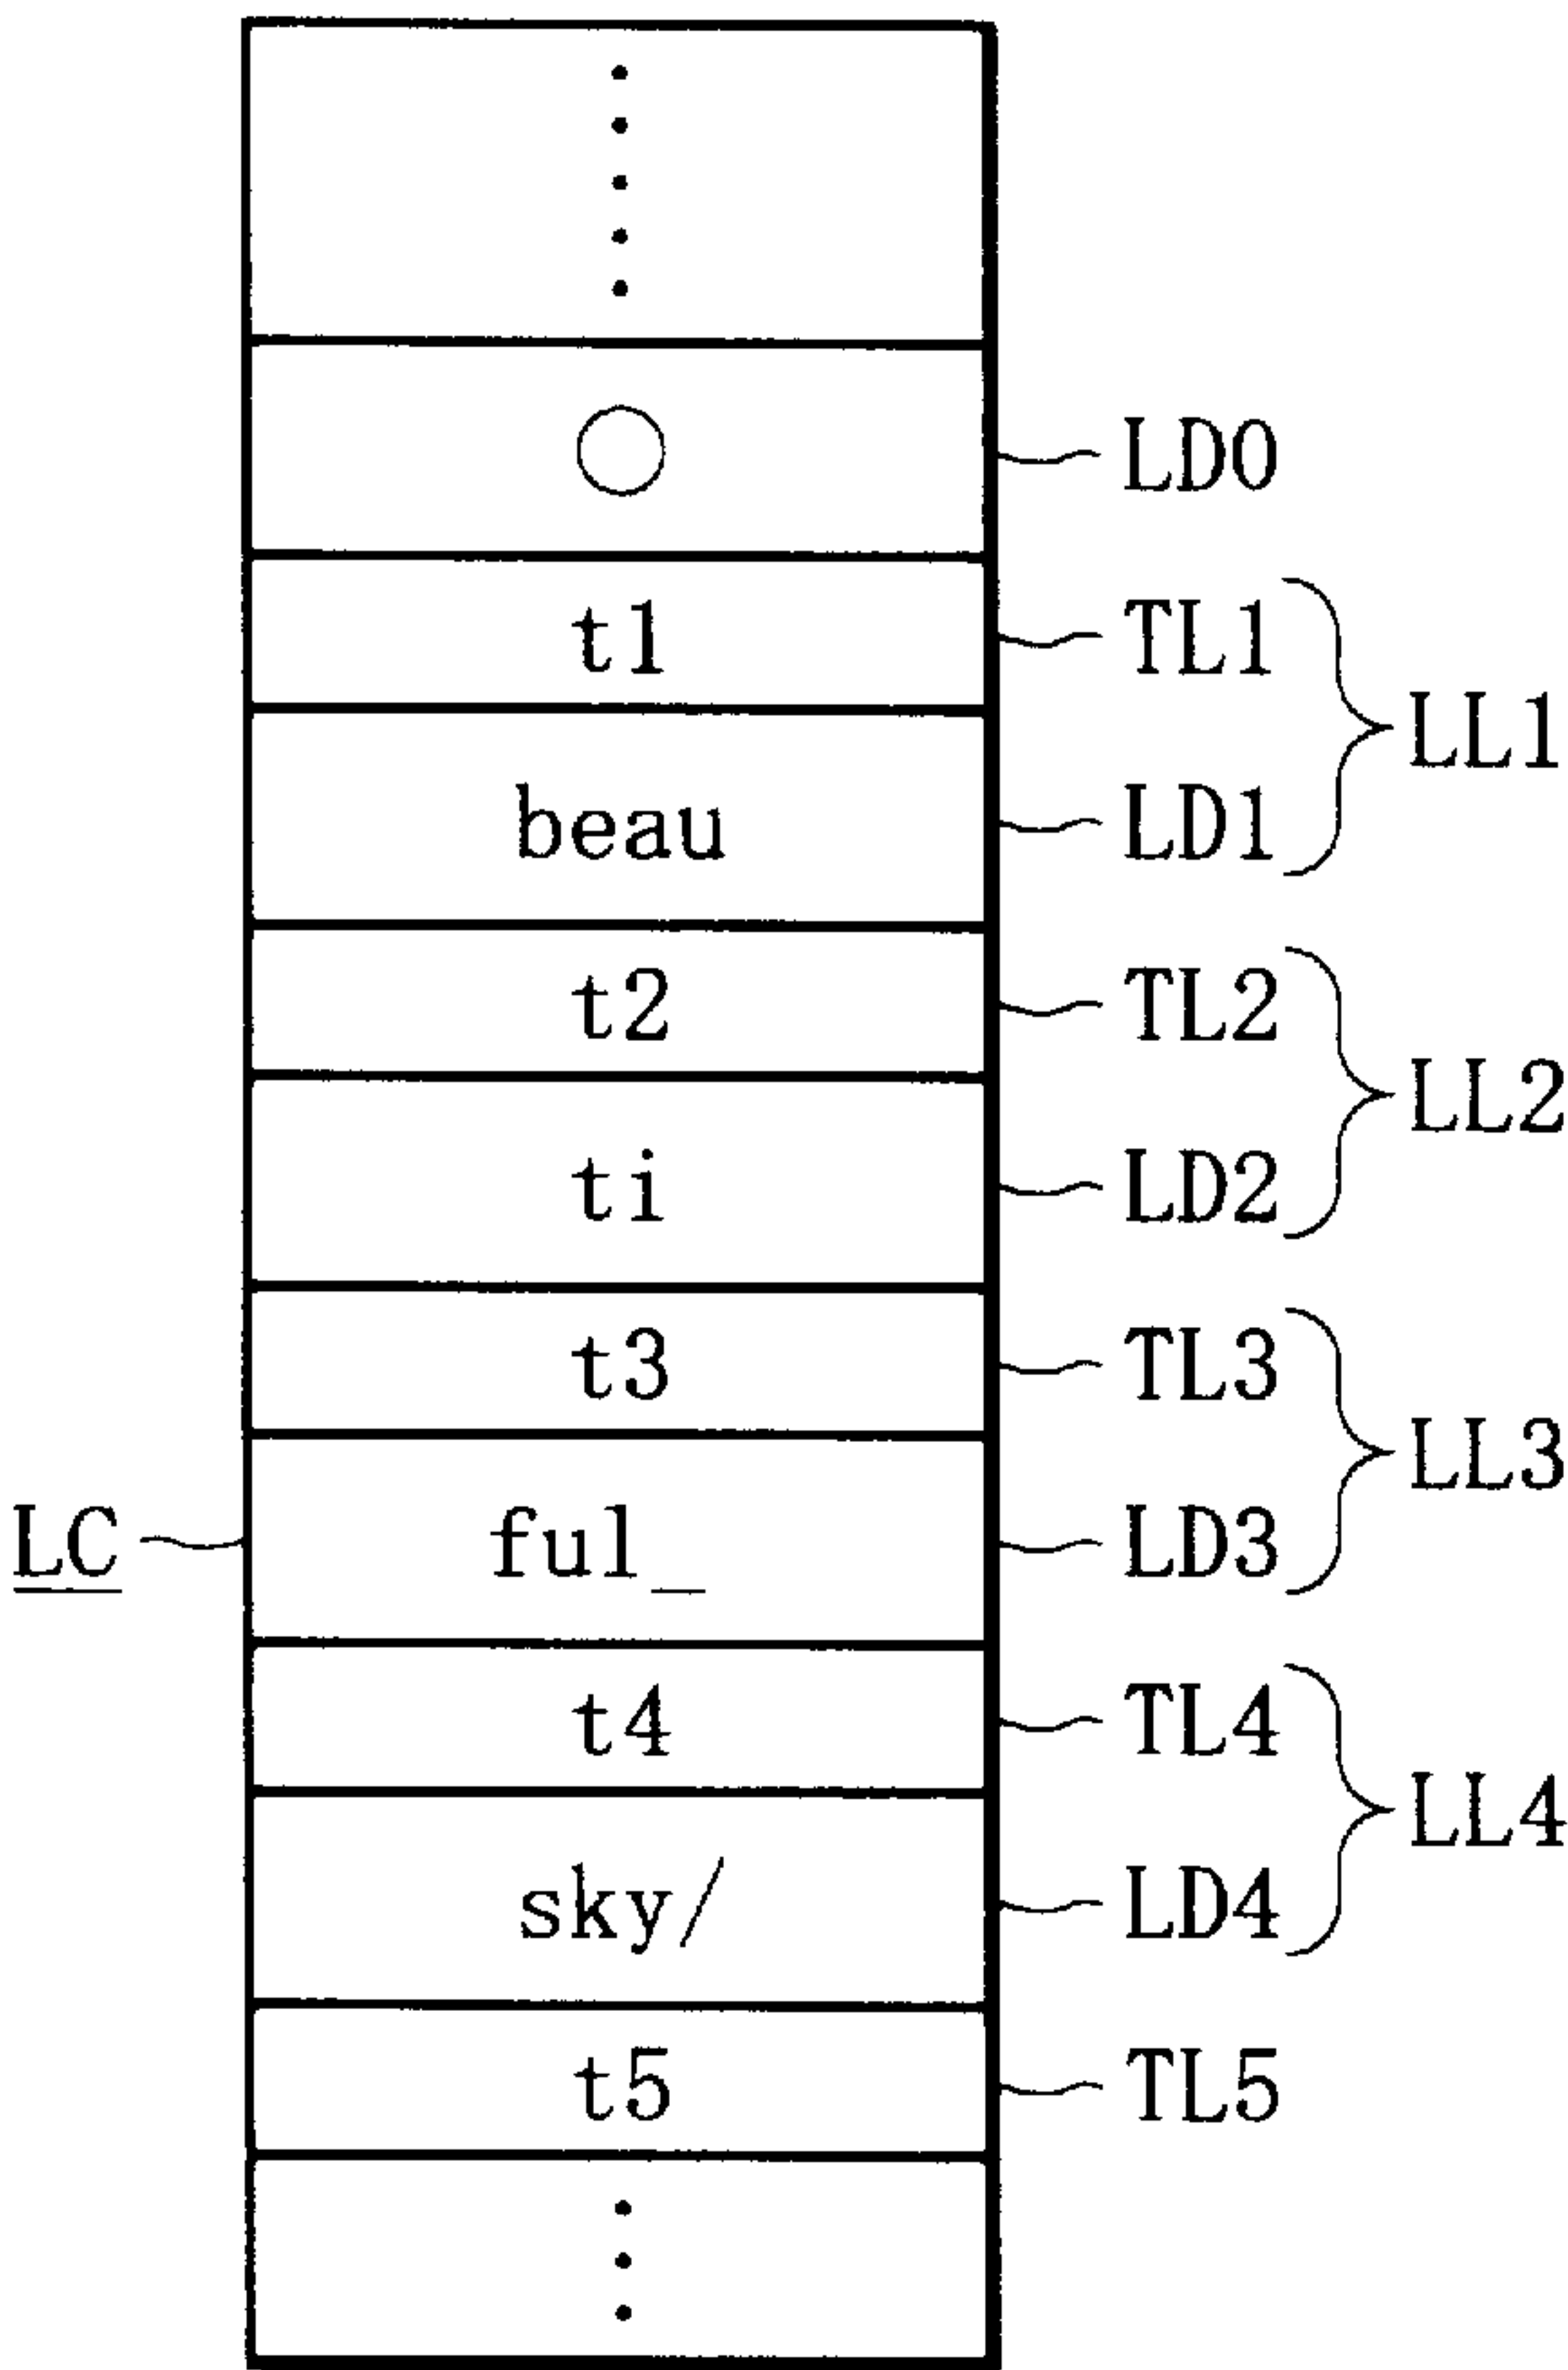 ○ LD0
t1 TL1
LL1
beau LD1
t2 TL2
LL2
ti LD2
t3 TL3
LL3
LC ful_ LD3
t4 TL4
LL4
sky/ LD4
t5 TL5